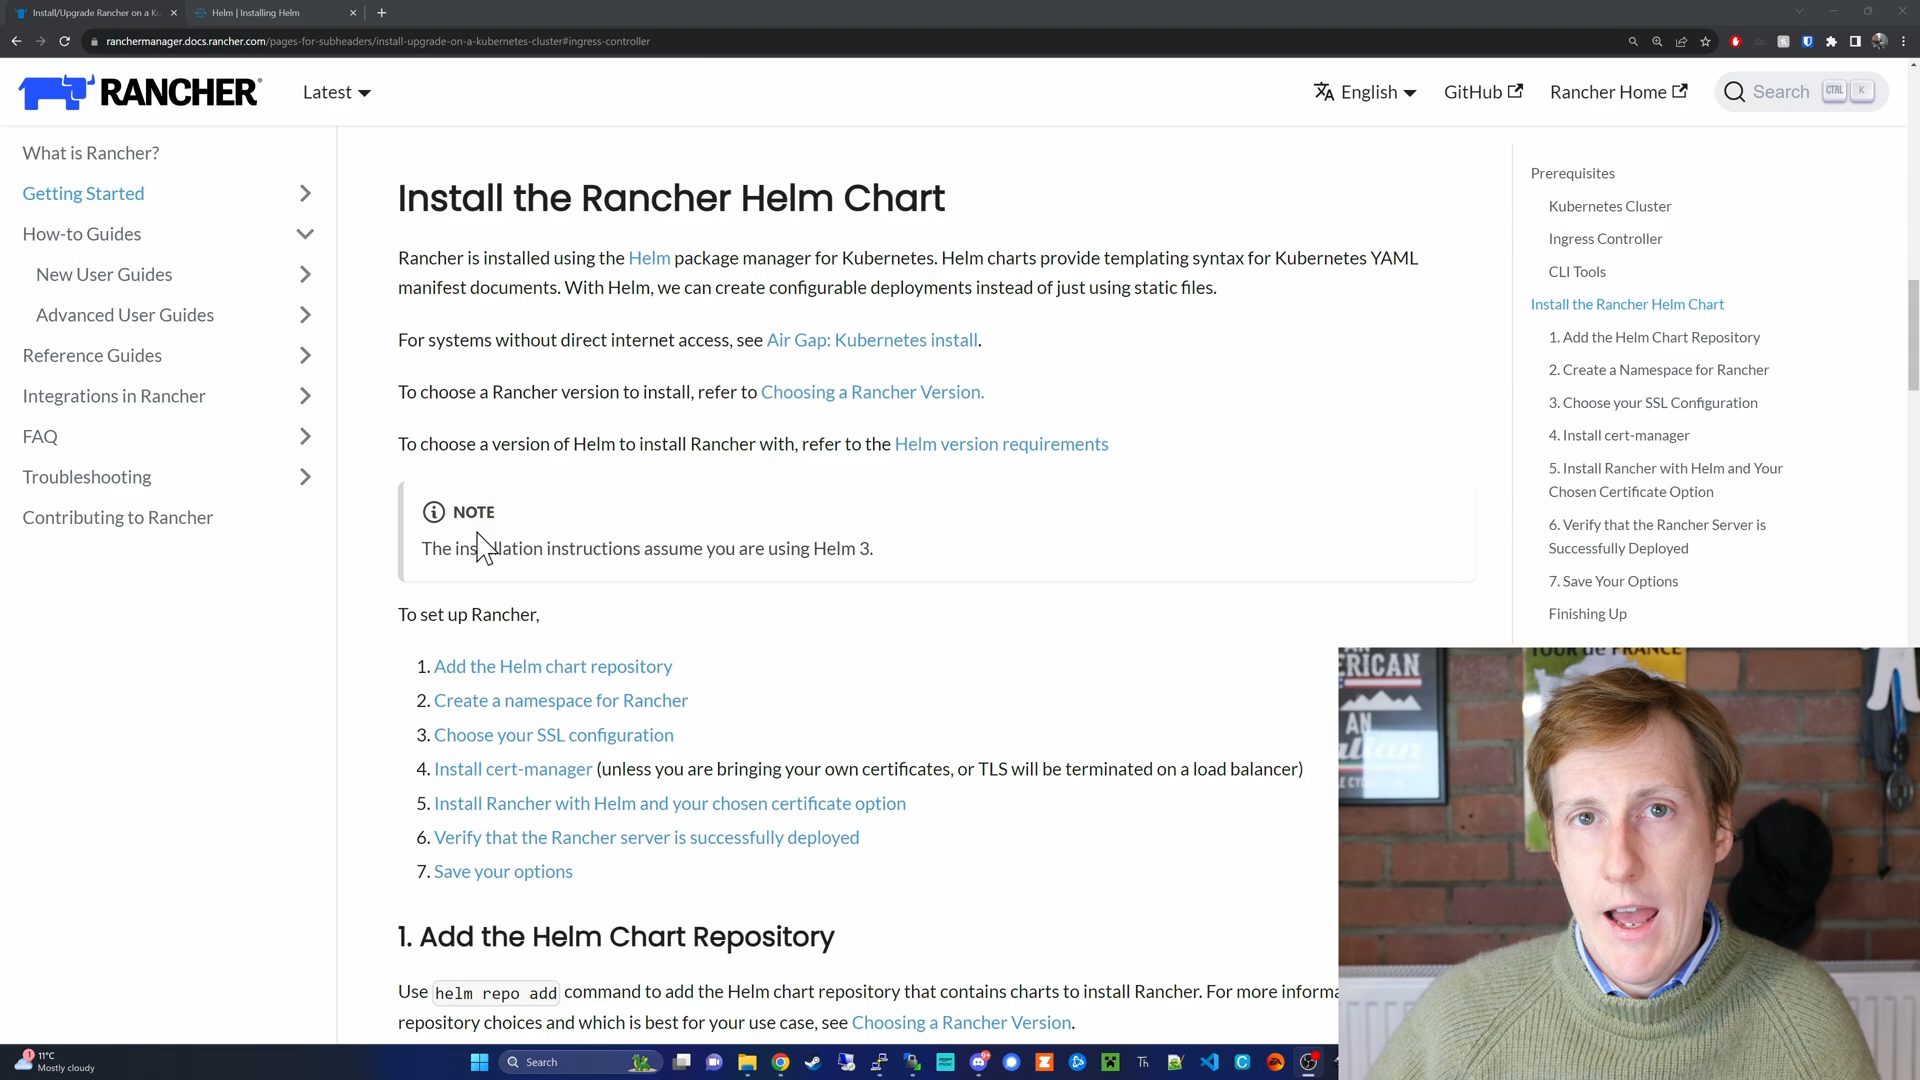 Install/Upgrade Rancher on a Ku
Helm | Installing Helm
ranchermanager.docs.rancher.com/pages-for-subheaders/install-upgrade-on-a-kubernetes-cluster#ingress-controller
RANCHER
Latest
English
GitHub
Rancher Home
Search
CTRL
K
What is Rancher?
Getting Started
How-to Guides
New User Guides
Advanced User Guides
Reference Guides
Integrations in Rancher
FAQ
Troubleshooting
Contributing to Rancher
Install the Rancher Helm Chart
Rancher is installed using the Helm package manager for Kubernetes. Helm charts provide templating syntax for Kubernetes YAML
manifest documents. With Helm, we can create configurable deployments instead of just using static files.
For systems without direct internet access, see Air Gap: Kubernetes install.
To choose a Rancher version to install, refer to Choosing a Rancher Version.
To choose a version of Helm to install Rancher with, refer to the Helm version requirements
NOTE
The installation instructions assume you are using Helm 3.
To set up Rancher,
1. Add the Helm chart repository
2. Create a namespace for Rancher
3. Choose your SSL configuration
4. Install cert-manager (unless you are bringing your own certificates, or TLS will be terminated on a load balancer)
5. Install Rancher with Helm and your chosen certificate option
6. Verify that the Rancher server is successfully deployed
7. Save your options
1. Add the Helm Chart Repository
Use helm repo add command to add the Helm chart repository that contains charts to install Rancher. For more informa
repository choices and which is best for your use case, see Choosing a Rancher Version.
Prerequisites
Kubernetes Cluster
Ingress Controller
CLI Tools
Install the Rancher Helm Chart
1. Add the Helm Chart Repository
2. Create a Namespace for Rancher
3. Choose your SSL Configuration
4. Install cert-manager
5. Install Rancher with Helm and Your
Chosen Certificate Option
6. Verify that the Rancher Server is
Successfully Deployed
7. Save Your Options
Finishing Up
TOUR de FRANCE
ERICAN
AN
alian
11°C
Mostly cloudy
Search